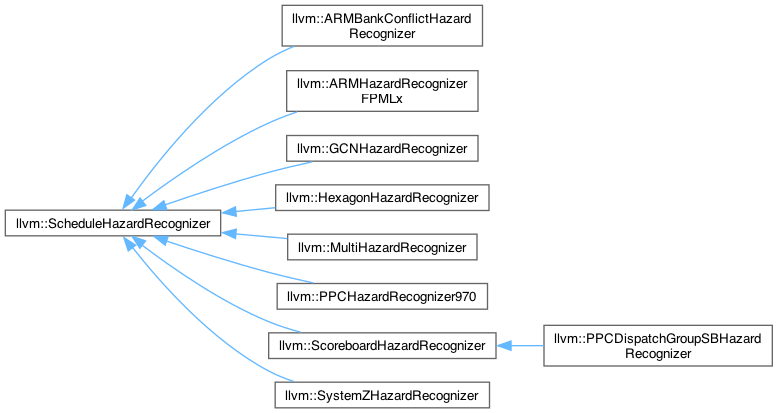 llvm::ARMBankConflictHazard
Recognizer
llvm::ARMHazardRecognizer
FPMLx
llvm::GCNHazardRecognizer
llvm::HexagonHazardRecognizer
llvm::ScheduleHazardRecognizer
llvm::MultiHazardRecognizer
llvm::PPCHazardRecognizer970
llvm::ScoreboardHazardRecognizer
llvm::PPCDispatchGroupSBHazard
Recognizer
llvm::SystemZHazardRecognizer